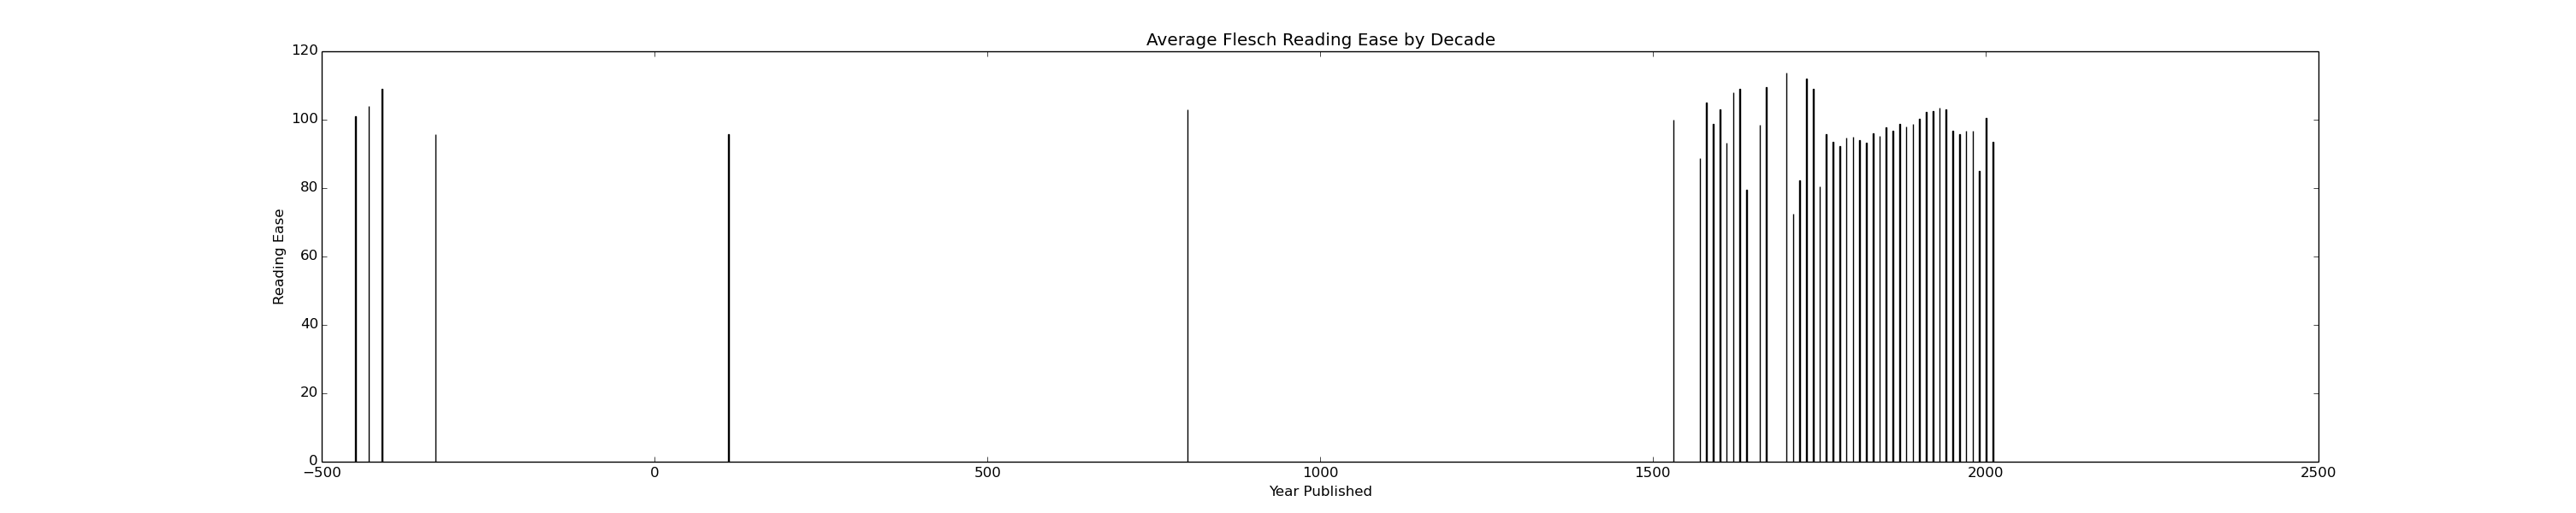 Average Flesch Reading Ease by Decade
120
100
80
60
40
20
0
Reading Ease
−500 0 500 1000 1500 2000 2500
Year Published